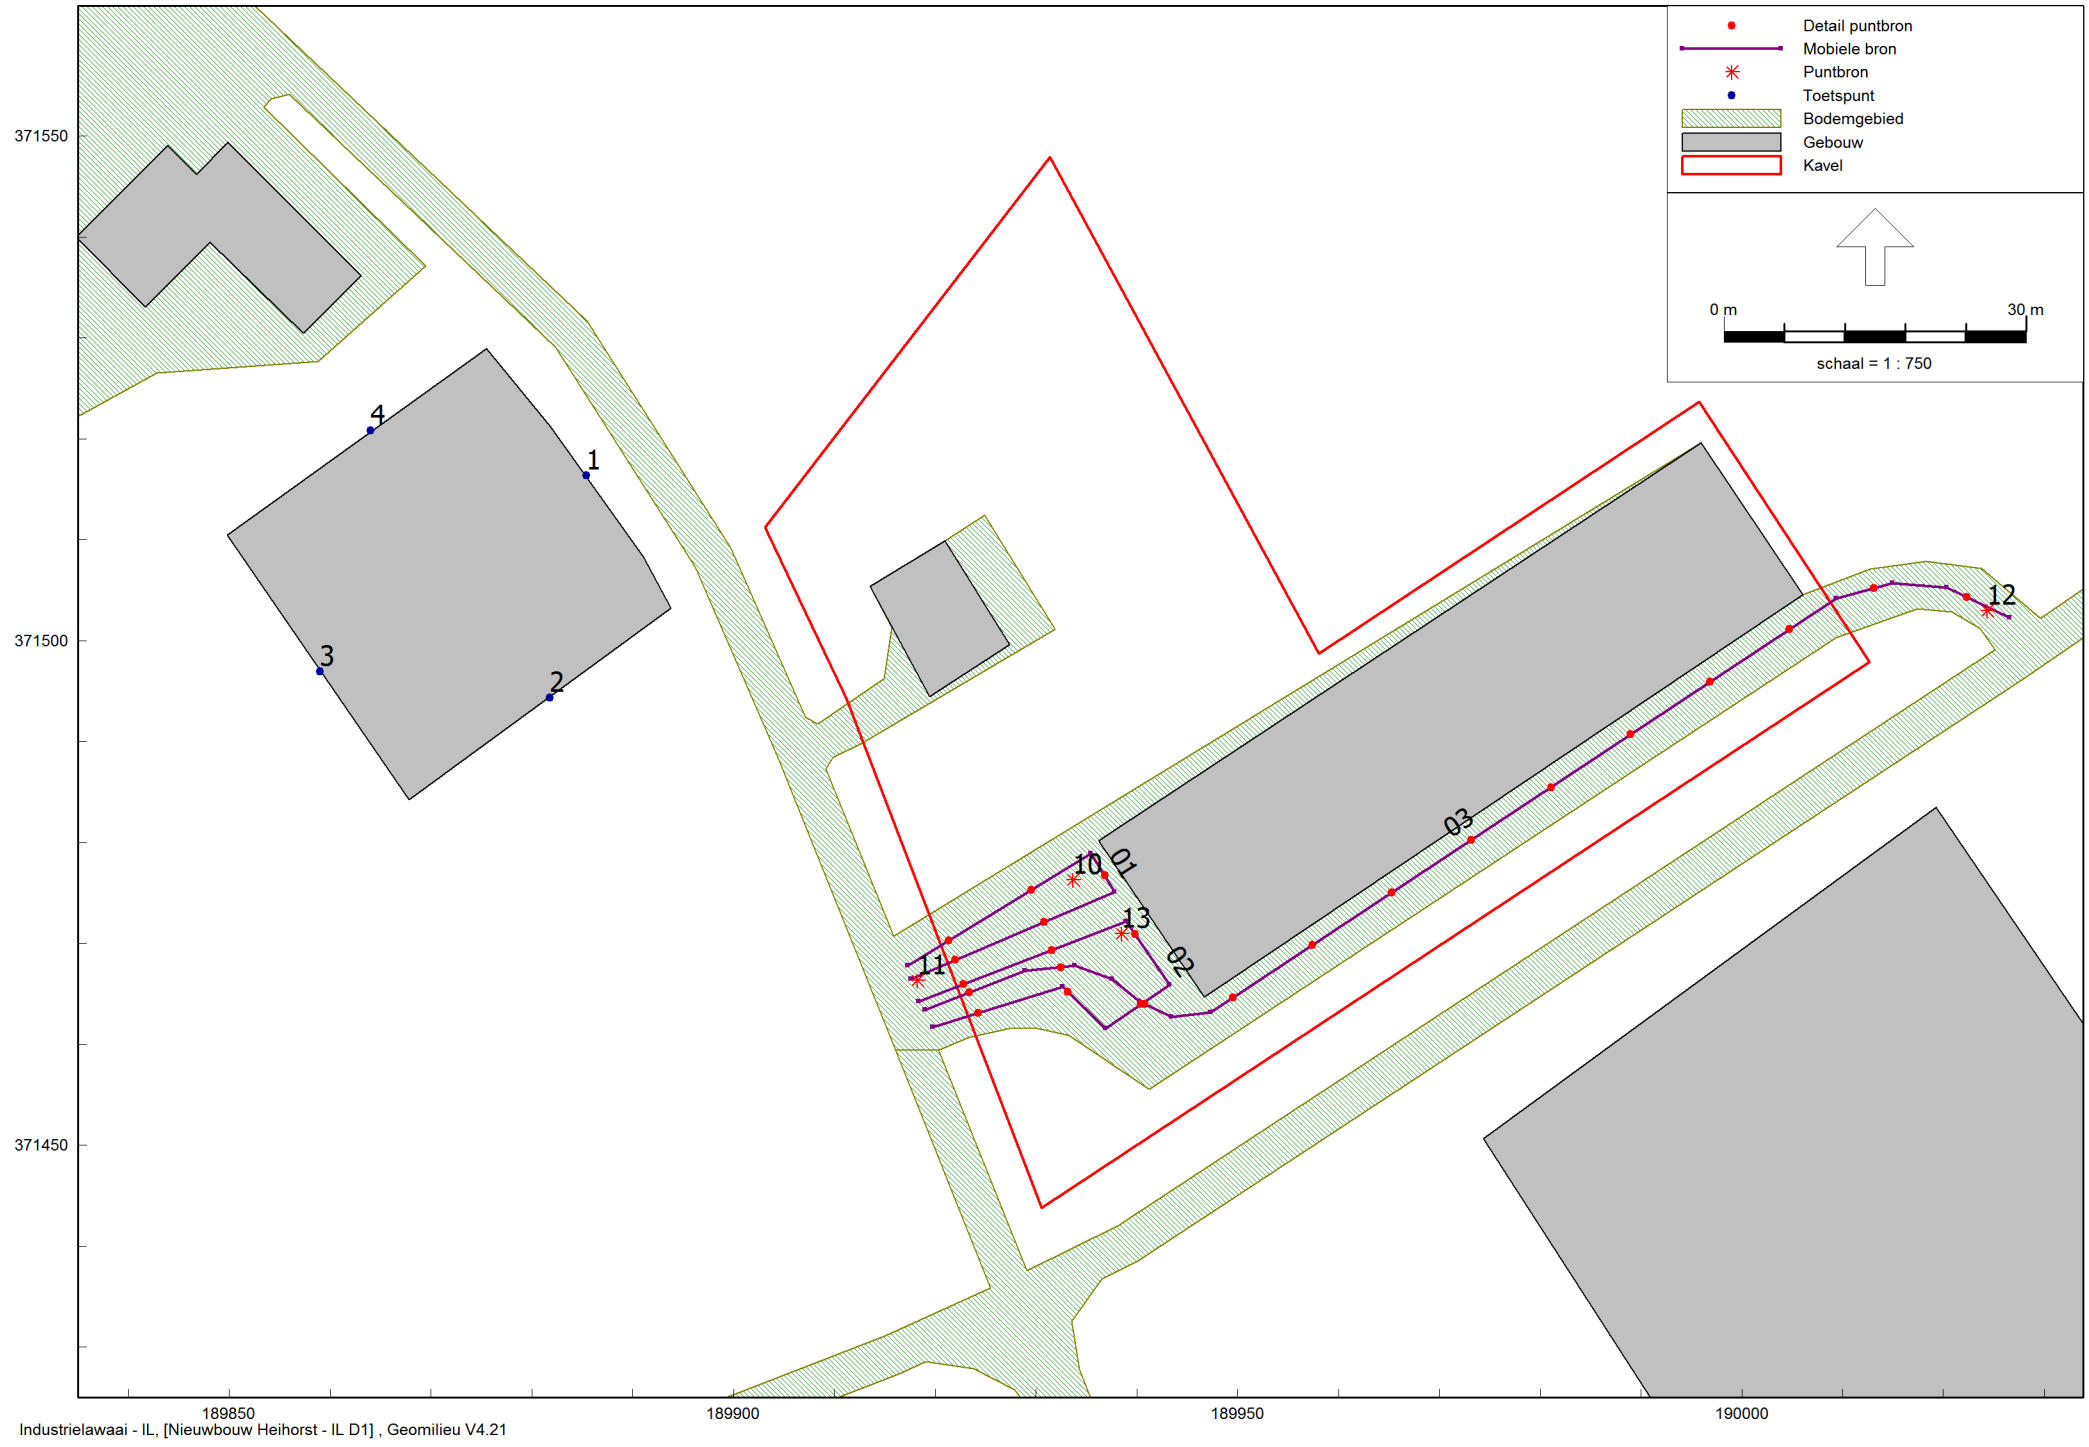 Detail puntbron
Mobiele bron
Puntbron
Toetspunt
Bodemgebied
Gebouw
Kavel
0 m 30 m
schaal = 1 : 750
371550
371500
371450
4
1
3
2
12
03
10
01
13
02
11
189850 189900 189950 190000
Industrielawaai - IL, [Nieuwbouw Heihorst - IL D1] , Geomilieu V4.21